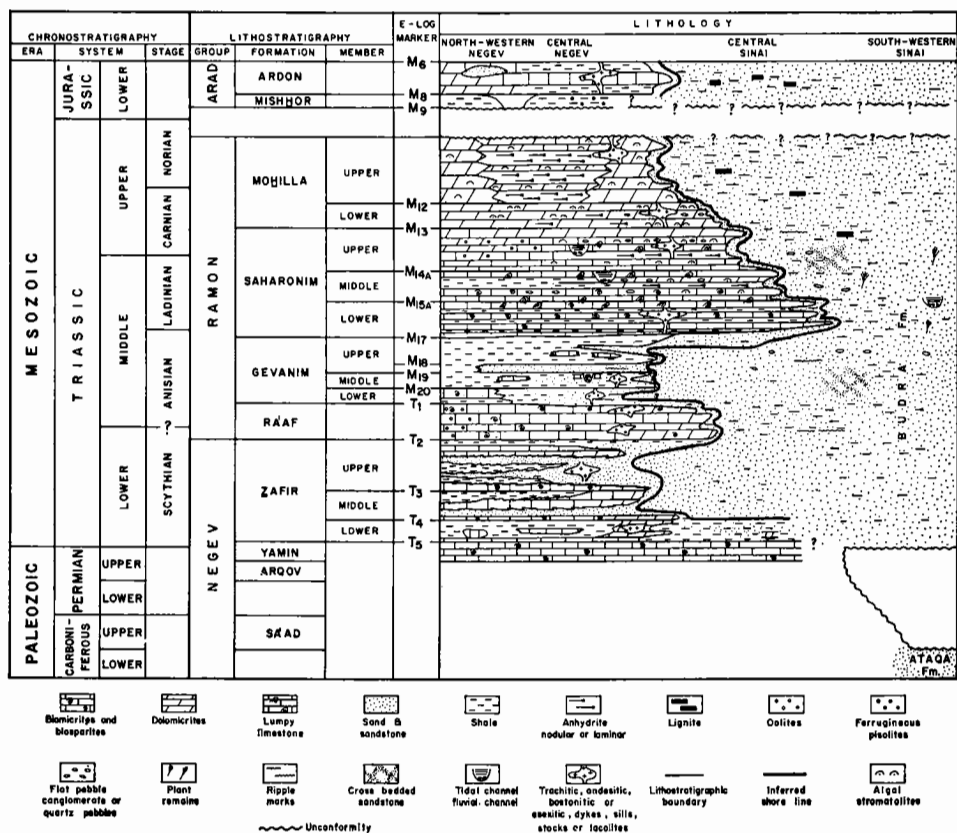 CHRONOSTRATIGRAPHY
LITHOSTRATIGRAPHY
E-LOG
MARKER
LITHOLOGY
ERA
SYSTEM
STAGE
GROUP
FORMATION
MEMBER
NORTH-WESTERN
NEGEV
CENTRAL
NEGEV
CENTRAL
SINAI
SOUTH-WESTERN
SINAI
MESOZOIC
PALEOZOIC
JURA-
SSIC
TRIASSIC
PERMIAN
CARBONI-
FEROUS
LOWER
UPPER
MIDDLE
LOWER
UPPER
LOWER
UPPER
LOWER
NORIAN
CARNIAN
LADINIAN
ANISIAN
?
SCYTHIAN
ARAD
RAMON
NEGEV
ARDON
MISHHOR
MOHILLA
SAHARONIM
GEVANIM
RA'AF
ZAFIR
YAMIN
ARQOV
SA'AD
UPPER
LOWER
UPPER
MIDDLE
LOWER
UPPER
MIDDLE
LOWER
UPPER
MIDDLE
LOWER
M6
M8
M9
M12
M13
M14A
M15A
M17
M18
M19
M20
T1
T2
T3
T4
T5
? ? ? ? ? ? ?
? ? ? ? ? ?
?
BUDRA Fm.
ATAQA
Fm.
Biomicrites and
biosparites
Dolomicrites
Lumpy
limestone
Sand &
sandstone
Shale
Anhydrite
nodular or laminar
Lignite
Oolites
Ferrugineous
pisolites
Flat pebble
conglomerate or
quartz pebbles
Plant
remains
Ripple
marks
Cross bedded
sandstone
Tidal channel
fluvial channel
Trachitic, andesitic,
bostonitic or
essexitic, dykes, sills,
stocks or lacolites
Lithostratigraphic
boundary
Inferred
shore line
Algal
stromatolites
Unconformity